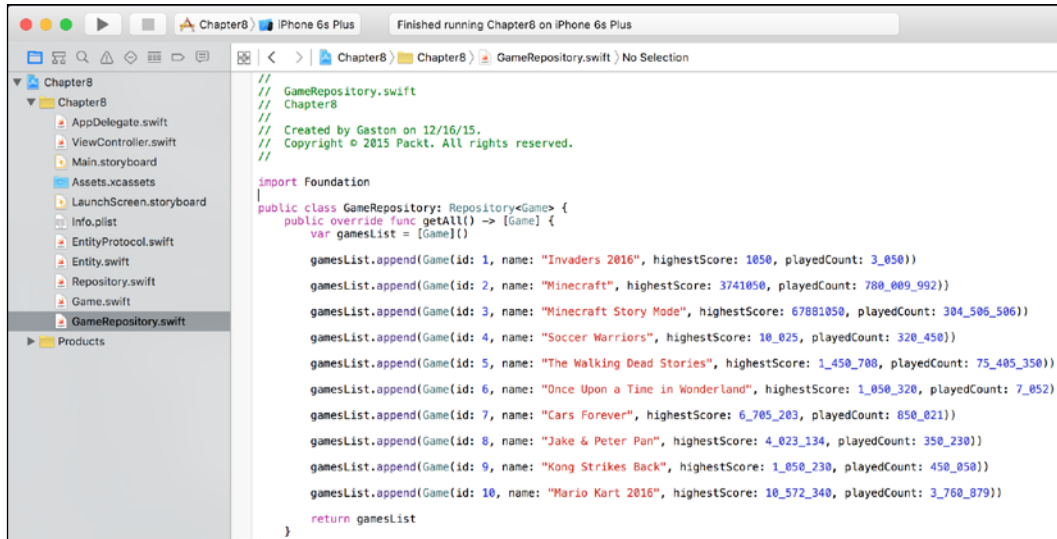 Chapter8 〉 iPhone 6s Plus
Finished running Chapter8 on iPhone 6s Plus
Chapter8 〉 Chapter8 〉 GameRepository.swift 〉 No Selection
Chapter8
Chapter8
AppDelegate.swift
ViewController.swift
Main.storyboard
Assets.xcassets
LaunchScreen.storyboard
Info.plist
EntityProtocol.swift
Entity.swift
Repository.swift
Game.swift
GameRepository.swift
Products
//
// GameRepository.swift
// Chapter8
//
// Created by Gaston on 12/16/15.
// Copyright © 2015 Packt. All rights reserved.
//
import Foundation
public class GameRepository: Repository<Game> {
public override func getAll() -> [Game] {
var gamesList = [Game]()
gamesList.append(Game(id: 1, name: "Invaders 2016", highestScore: 1050, playedCount: 3_050))
gamesList.append(Game(id: 2, name: "Minecraft", highestScore: 3741050, playedCount: 780_009_992))
gamesList.append(Game(id: 3, name: "Minecraft Story Mode", highestScore: 67881050, playedCount: 304_506_506))
gamesList.append(Game(id: 4, name: "Soccer Warriors", highestScore: 10_025, playedCount: 320_450))
gamesList.append(Game(id: 5, name: "The Walking Dead Stories", highestScore: 1_450_708, playedCount: 75_405_350))
gamesList.append(Game(id: 6, name: "Once Upon a Time in Wonderland", highestScore: 1_050_320, playedCount: 7_052)
gamesList.append(Game(id: 7, name: "Cars Forever", highestScore: 6_705_203, playedCount: 850_021))
gamesList.append(Game(id: 8, name: "Jake & Peter Pan", highestScore: 4_023_134, playedCount: 350_230))
gamesList.append(Game(id: 9, name: "Kong Strikes Back", highestScore: 1_050_230, playedCount: 450_050))
gamesList.append(Game(id: 10, name: "Mario Kart 2016", highestScore: 10_572_340, playedCount: 3_760_879))
return gamesList
}